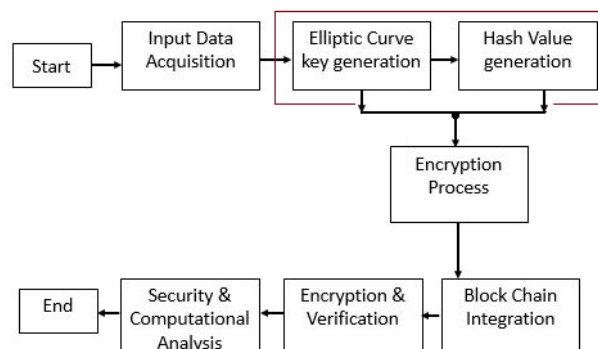 Start
Input Data
Acquisition
Elliptic Curve
key generation
Hash Value
generation
Encryption
Process
Block Chain
Integration
Encryption &
Verification
Security &
Computational
Analysis
End